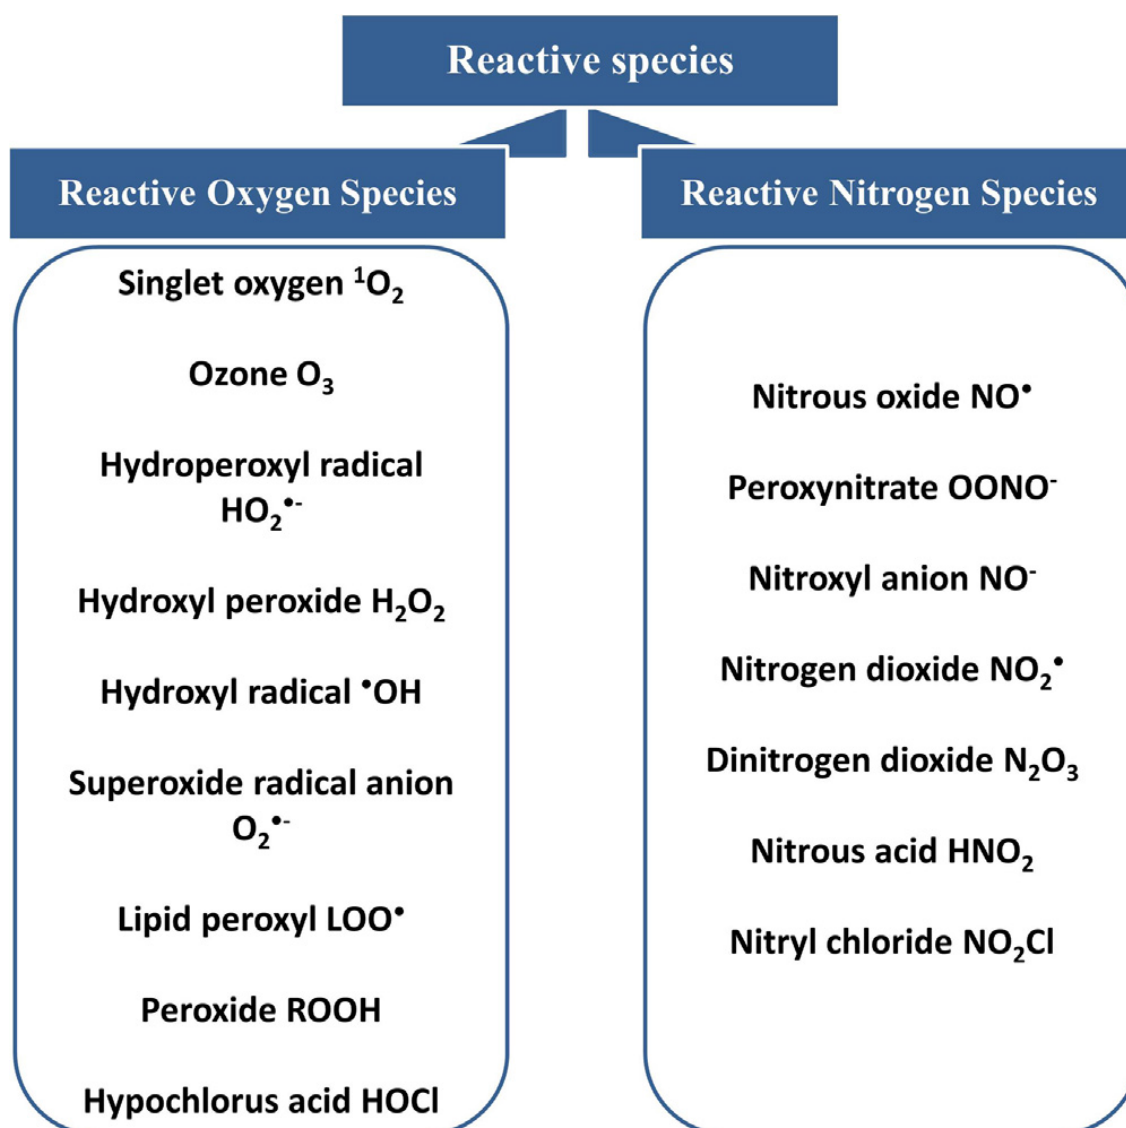 Reactive species
Reactive Oxygen Species
Singlet oxygen ¹O₂
Ozone O₃
Hydroperoxyl radical
HO₂•-
Hydroxyl peroxide H₂O₂
Hydroxyl radical •OH
Superoxide radical anion
O₂•-
Lipid peroxyl LOO•
Peroxide ROOH
Hypochlorus acid HOCl
Reactive Nitrogen Species
Nitrous oxide NO•
Peroxynitrate OONO-
Nitroxyl anion NO-
Nitrogen dioxide NO₂•
Dinitrogen dioxide N₂O₃
Nitrous acid HNO₂
Nitryl chloride NO₂Cl